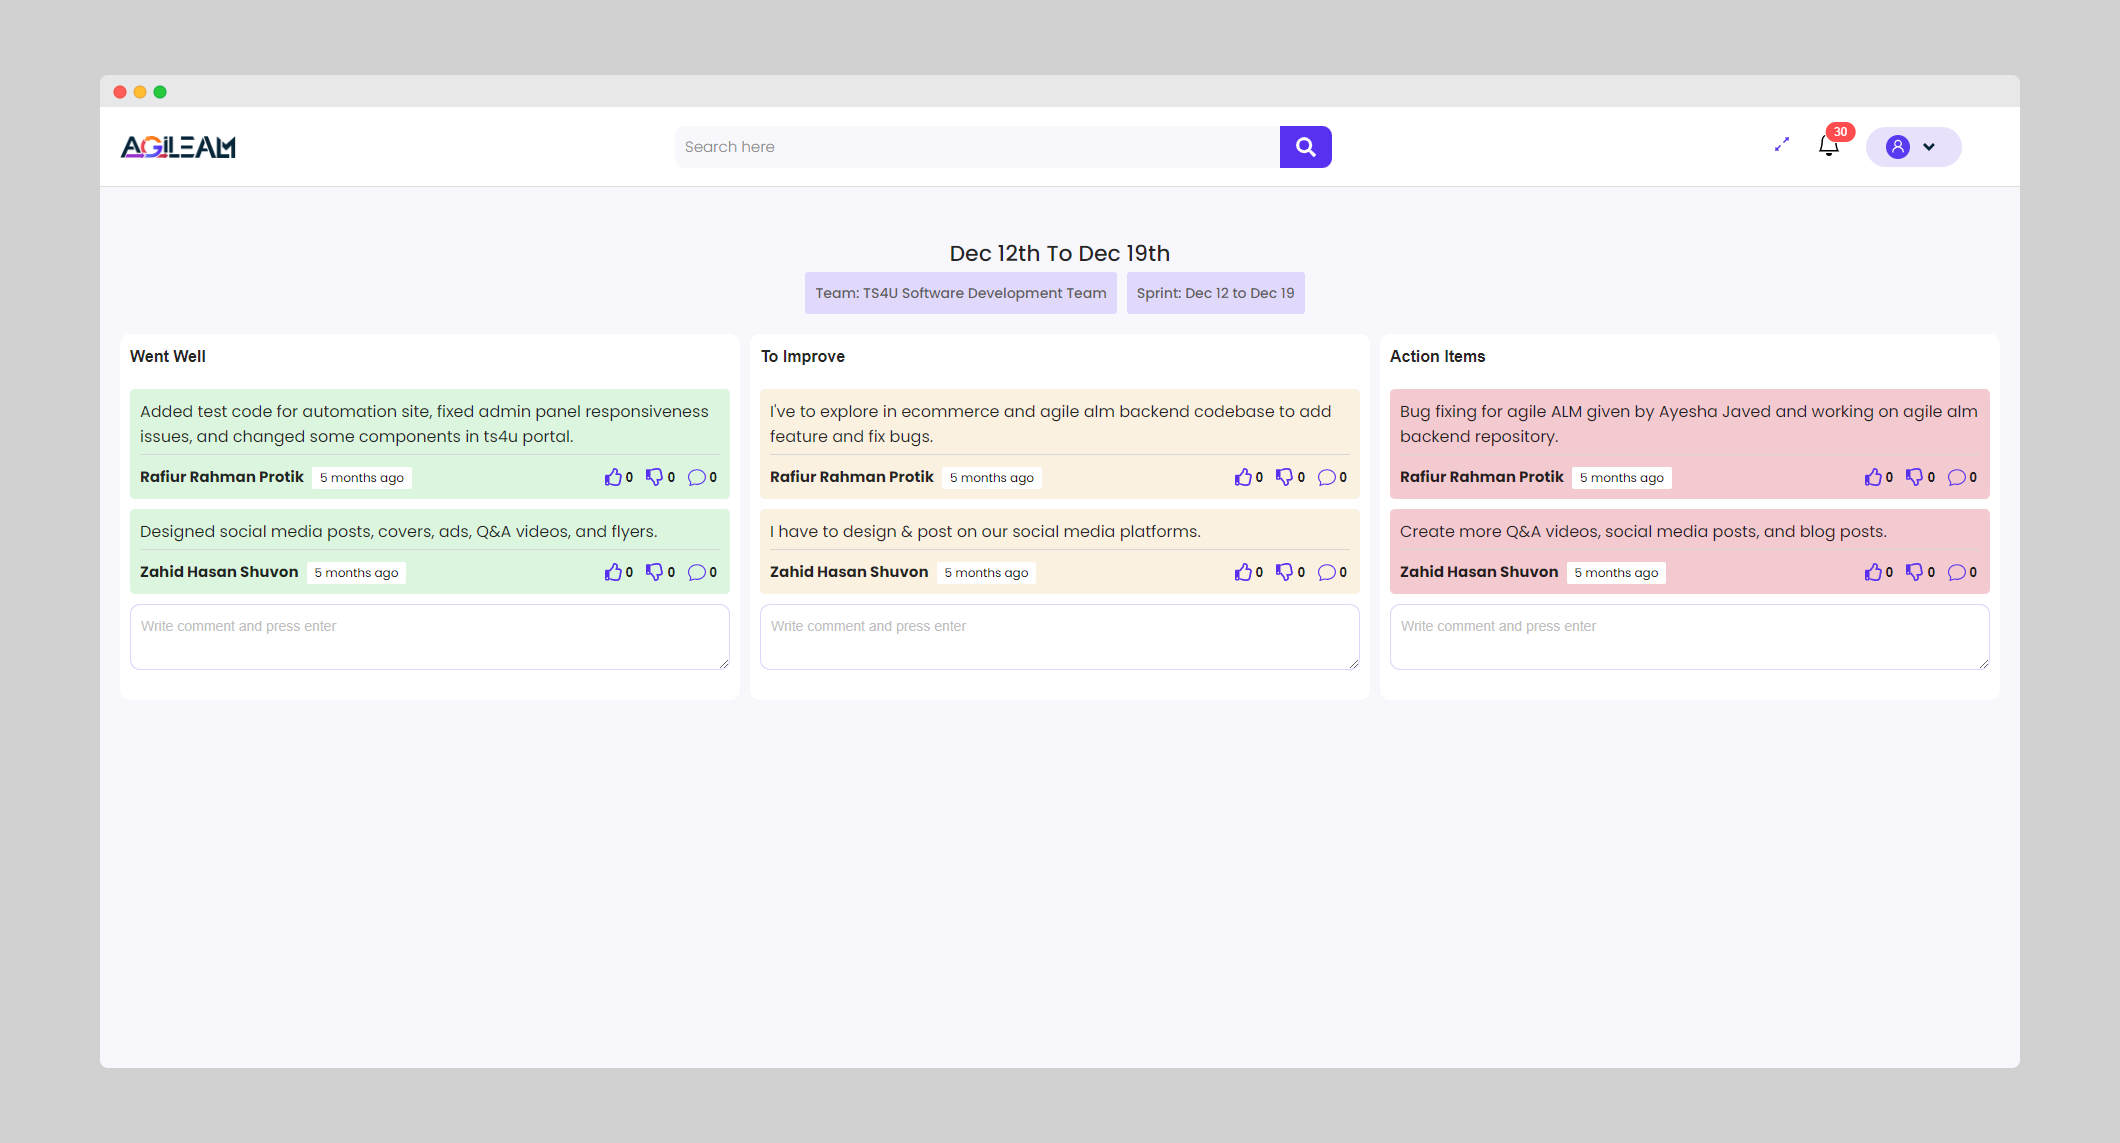 AGiLEAM
Search here
30
Dec 12th To Dec 19th
Team: TS4U Software Development Team
Sprint: Dec 12 to Dec 19
Went Well
Added test code for automation site, fixed admin panel responsiveness
issues, and changed some components in ts4u portal.
Rafiur Rahman Protik 5 months ago 0 0 0
Designed social media posts, covers, ads, Q&A videos, and flyers.
Zahid Hasan Shuvon 5 months ago 0 0 0
Write comment and press enter
To Improve
I've to explore in ecommerce and agile alm backend codebase to add
feature and fix bugs.
Rafiur Rahman Protik 5 months ago 0 0 0
I have to design & post on our social media platforms.
Zahid Hasan Shuvon 5 months ago 0 0 0
Write comment and press enter
Action Items
Bug fixing for agile ALM given by Ayesha Javed and working on agile alm
backend repository.
Rafiur Rahman Protik 5 months ago 0 0 0
Create more Q&A videos, social media posts, and blog posts.
Zahid Hasan Shuvon 5 months ago 0 0 0
Write comment and press enter